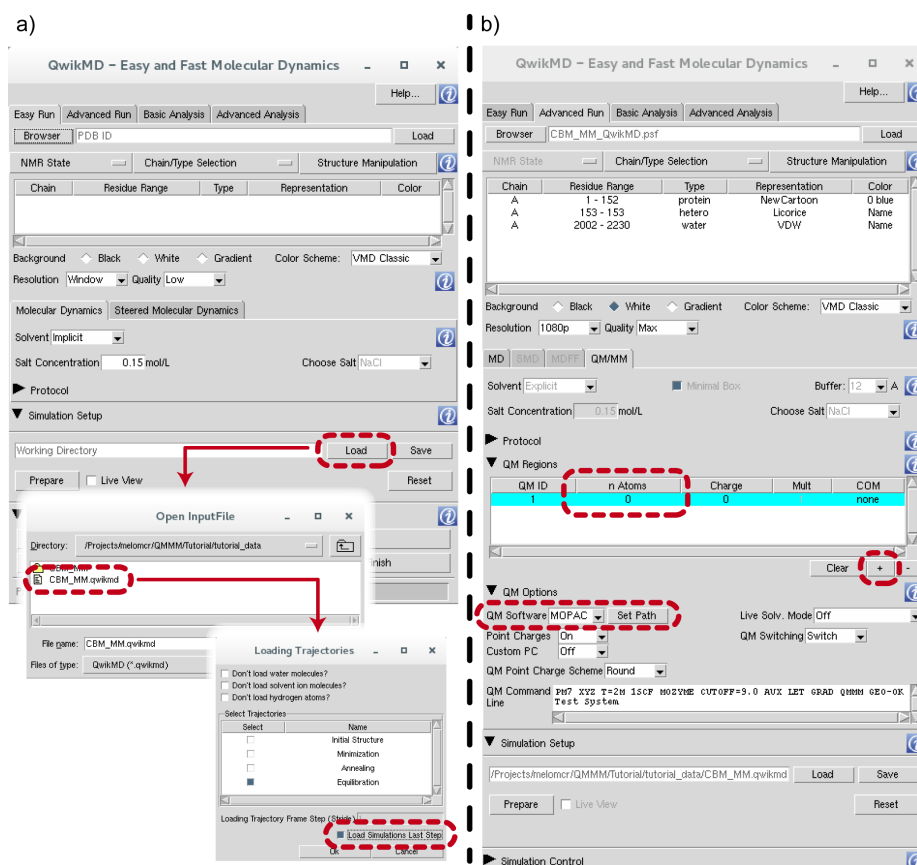 a)
QwikMD – Easy and Fast Molecular Dynamics
Help...
Easy Run Advanced Run Basic Analysis Advanced Analysis
Browser PDB ID Load
NMR State Chain/Type Selection Structure Manipulation
Chain Residue Range Type Representation Color
Background Black White Gradient Color Scheme: VMD Classic
Resolution Window Quality Low
Molecular Dynamics Steered Molecular Dynamics
Solvent Implicit
Salt Concentration 0.15 mol/L Choose Salt NaCl
Protocol
Simulation Setup
Working Directory Load Save
Prepare Live View Reset
Open InputFile
Directory: /Projects/melomcr/QMMM/Tutorial/tutorial_data
CBM_MM
CBM_MM.qwikmd
File name: CBM_MM.qwikmd
Files of type: QwikMD (*.qwikmd)
Loading Trajectories
Don't load water molecules?
Don't load solvent ion molecules?
Don't load hydrogen atoms?
Select Trajectories
Select Name
Initial Structure
Minimization
Annealing
Equilibration
Loading Trajectory Frame Step (Stride)
Load Simulations Last Step
Ok Cancel
b)
QwikMD – Easy and Fast Molecular Dynamics
Help...
Easy Run Advanced Run Basic Analysis Advanced Analysis
Browser CBM_MM_QwikMD.psf Load
NMR State Chain/Type Selection Structure Manipulation
Chain Residue Range Type Representation Color
A 1 - 152 protein NewCartoon 0 blue
A 153 - 153 hetero Licorice Name
A 2002 - 2230 water VDW Name
Background Black White Gradient Color Scheme: VMD Classic
Resolution 1080p Quality Max
MD SMD MDFF QM/MM
Solvent Explicit Minimal Box Buffer: 12 A
Salt Concentration 0.15 mol/L Choose Salt NaCl
Protocol
QM Regions
QM ID n Atoms Charge Mult COM
1 0 0 none
Clear + -
QM Options
QM Software MOPAC Set Path Live Solv. Mode Off
Point Charges On QM Switching Switch
Custom PC Off
QM Point Charge Scheme Round
QM Command PM7 XYZ T=2M 1SCF MOZYME CUTOFF=9.0 AUX LET GRAD QMMM GEO-OK
Line Test System
Simulation Setup
/Projects/melomcr/QMMM/Tutorial/tutorial_data/CBM_MM.qwikmd Load Save
Prepare Live View Reset
Simulation Control